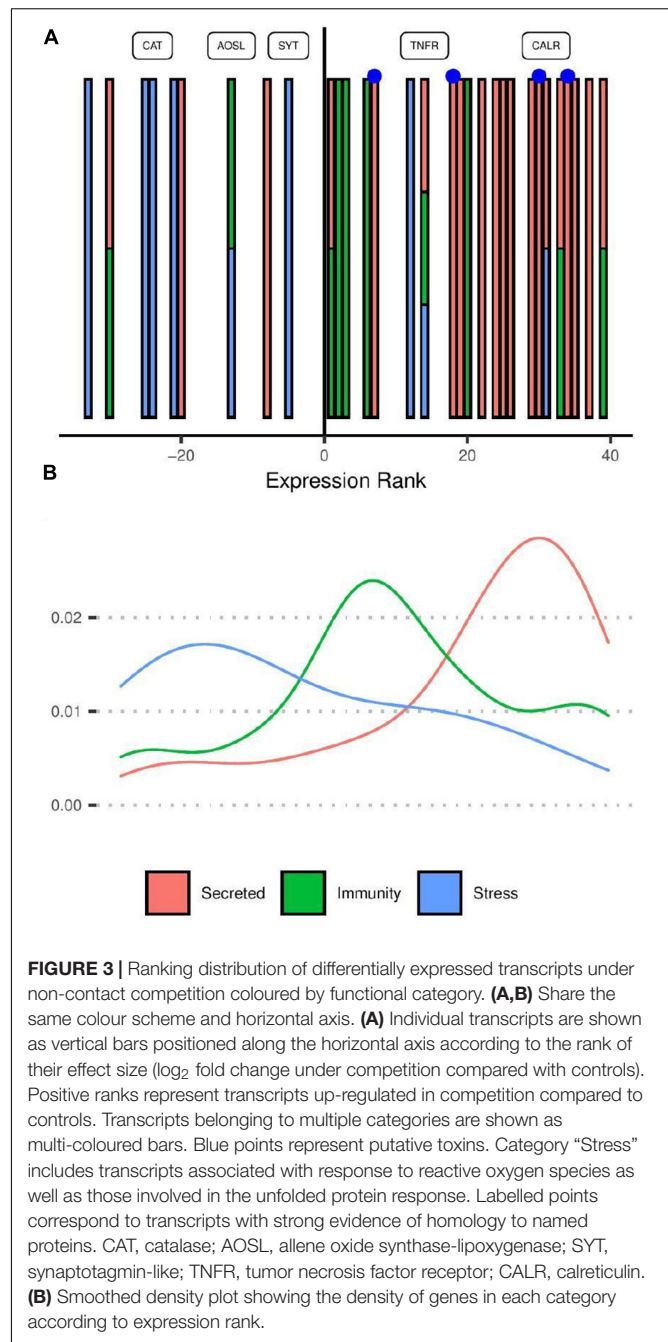 A
CAT AOSL SYT TNFR CALR
−20 0 20 40
Expression Rank
B
0.02
0.01
0.00
Secreted Immunity Stress
FIGURE 3 | Ranking distribution of differentially expressed transcripts under
non-contact competition coloured by functional category. (A,B) Share the
same colour scheme and horizontal axis. (A) Individual transcripts are shown
as vertical bars positioned along the horizontal axis according to the rank of
their effect size (log₂ fold change under competition compared with controls).
Positive ranks represent transcripts up-regulated in competition compared to
controls. Transcripts belonging to multiple categories are shown as
multi-coloured bars. Blue points represent putative toxins. Category “Stress”
includes transcripts associated with response to reactive oxygen species as
well as those involved in the unfolded protein response. Labelled points
correspond to transcripts with strong evidence of homology to named
proteins. CAT, catalase; AOSL, allene oxide synthase-lipoxygenase; SYT,
synaptotagmin-like; TNFR, tumor necrosis factor receptor; CALR, calreticulin.
(B) Smoothed density plot showing the density of genes in each category
according to expression rank.